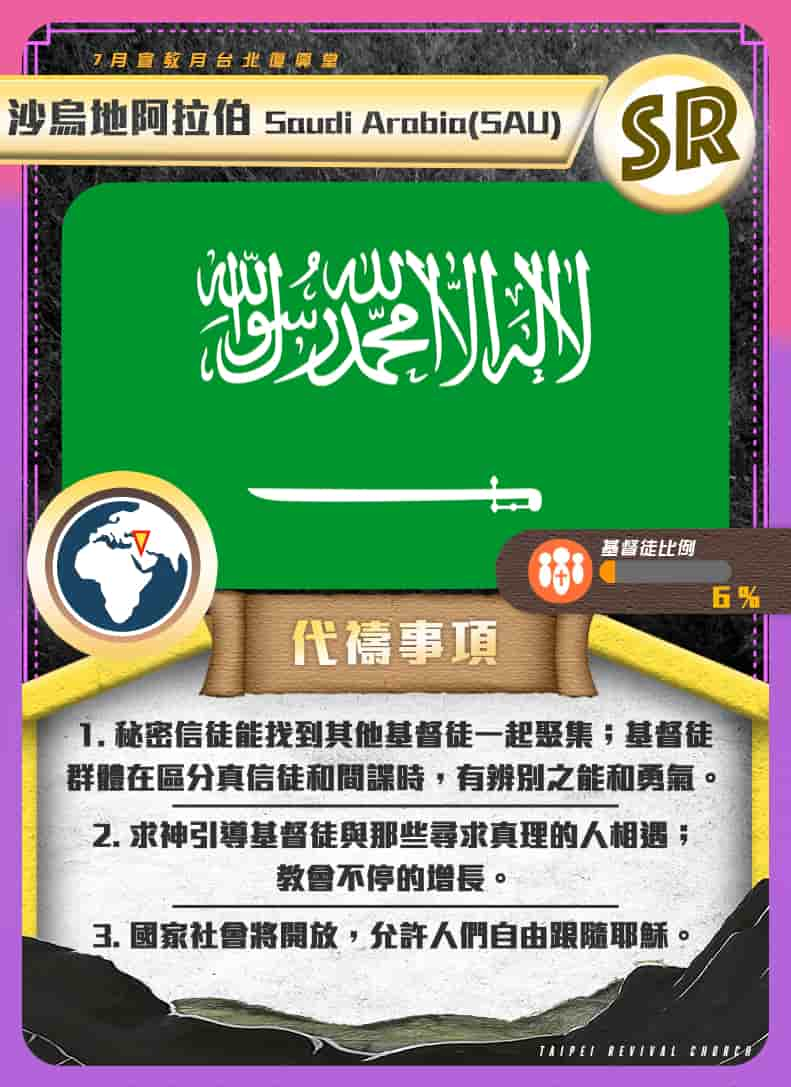 7月宣教月台北復興堂
沙烏地阿拉伯 Saudi Arabia(SAU)
SR
لا إله إلا الله محمد رسول الله
基督徒比例
6%
代禱事項
1. 秘密信徒能找到其他基督徒一起聚集；基督徒
群體在區分真信徒和間諜時，有辨別之能和勇氣。
2. 求神引導基督徒與那些尋求真理的人相遇；
教會不停的增長。
3. 國家社會將開放，允許人們自由跟隨耶穌。
TAIPEI REVIVAL CHURCH